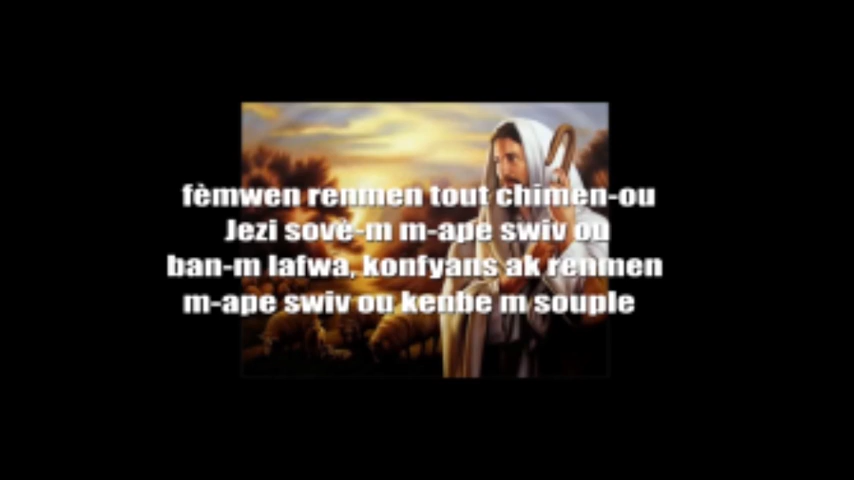 fèmwen renmen tout chimen-ou
Jezi sovè-m m-ape swiv ou
ban-m lafwa, konfyans ak renmen
m-ape swiv ou kenbe m souple